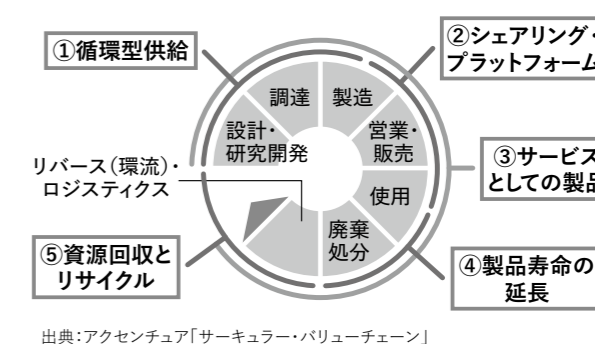 ①循環型供給
②シェアリング・
プラットフォーム
調達
製造
設計・
研究開発
営業・
販売
③サービス
としての製品
リバース（環流）・
ロジスティクス
使用
廃棄
処分
⑤資源回収と
リサイクル
④製品寿命の
延長
出典：アクセンチュア「サーキュラー・バリューチェーン」